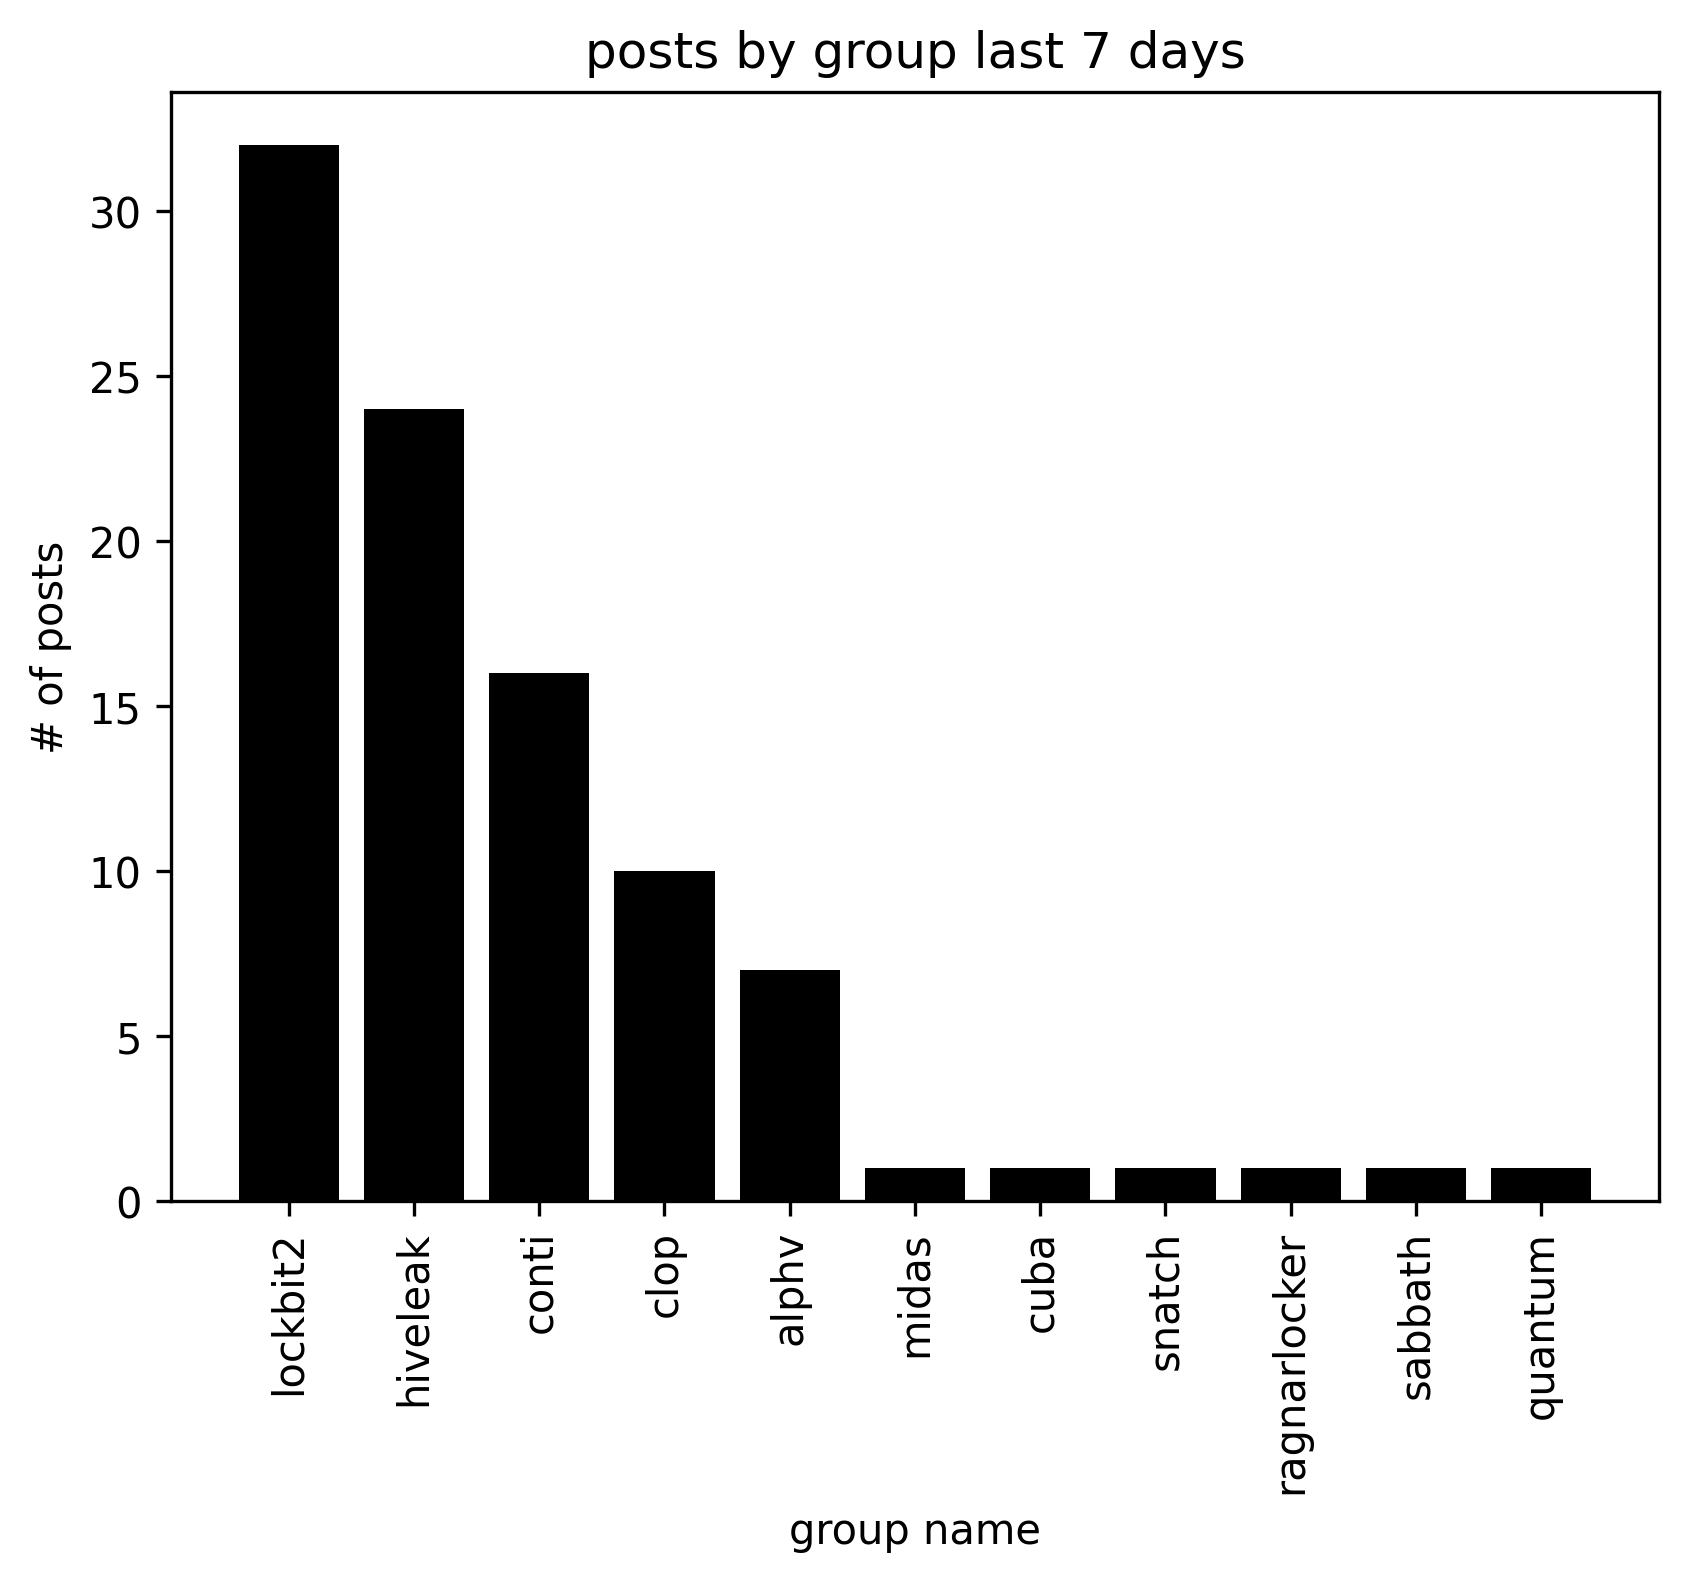 posts by group last 7 days
# of posts
30
25
20
15
10
5
0
lockbit2
hiveleak
conti
clop
alphv
midas
cuba
snatch
ragnarlocker
sabbath
quantum
group name